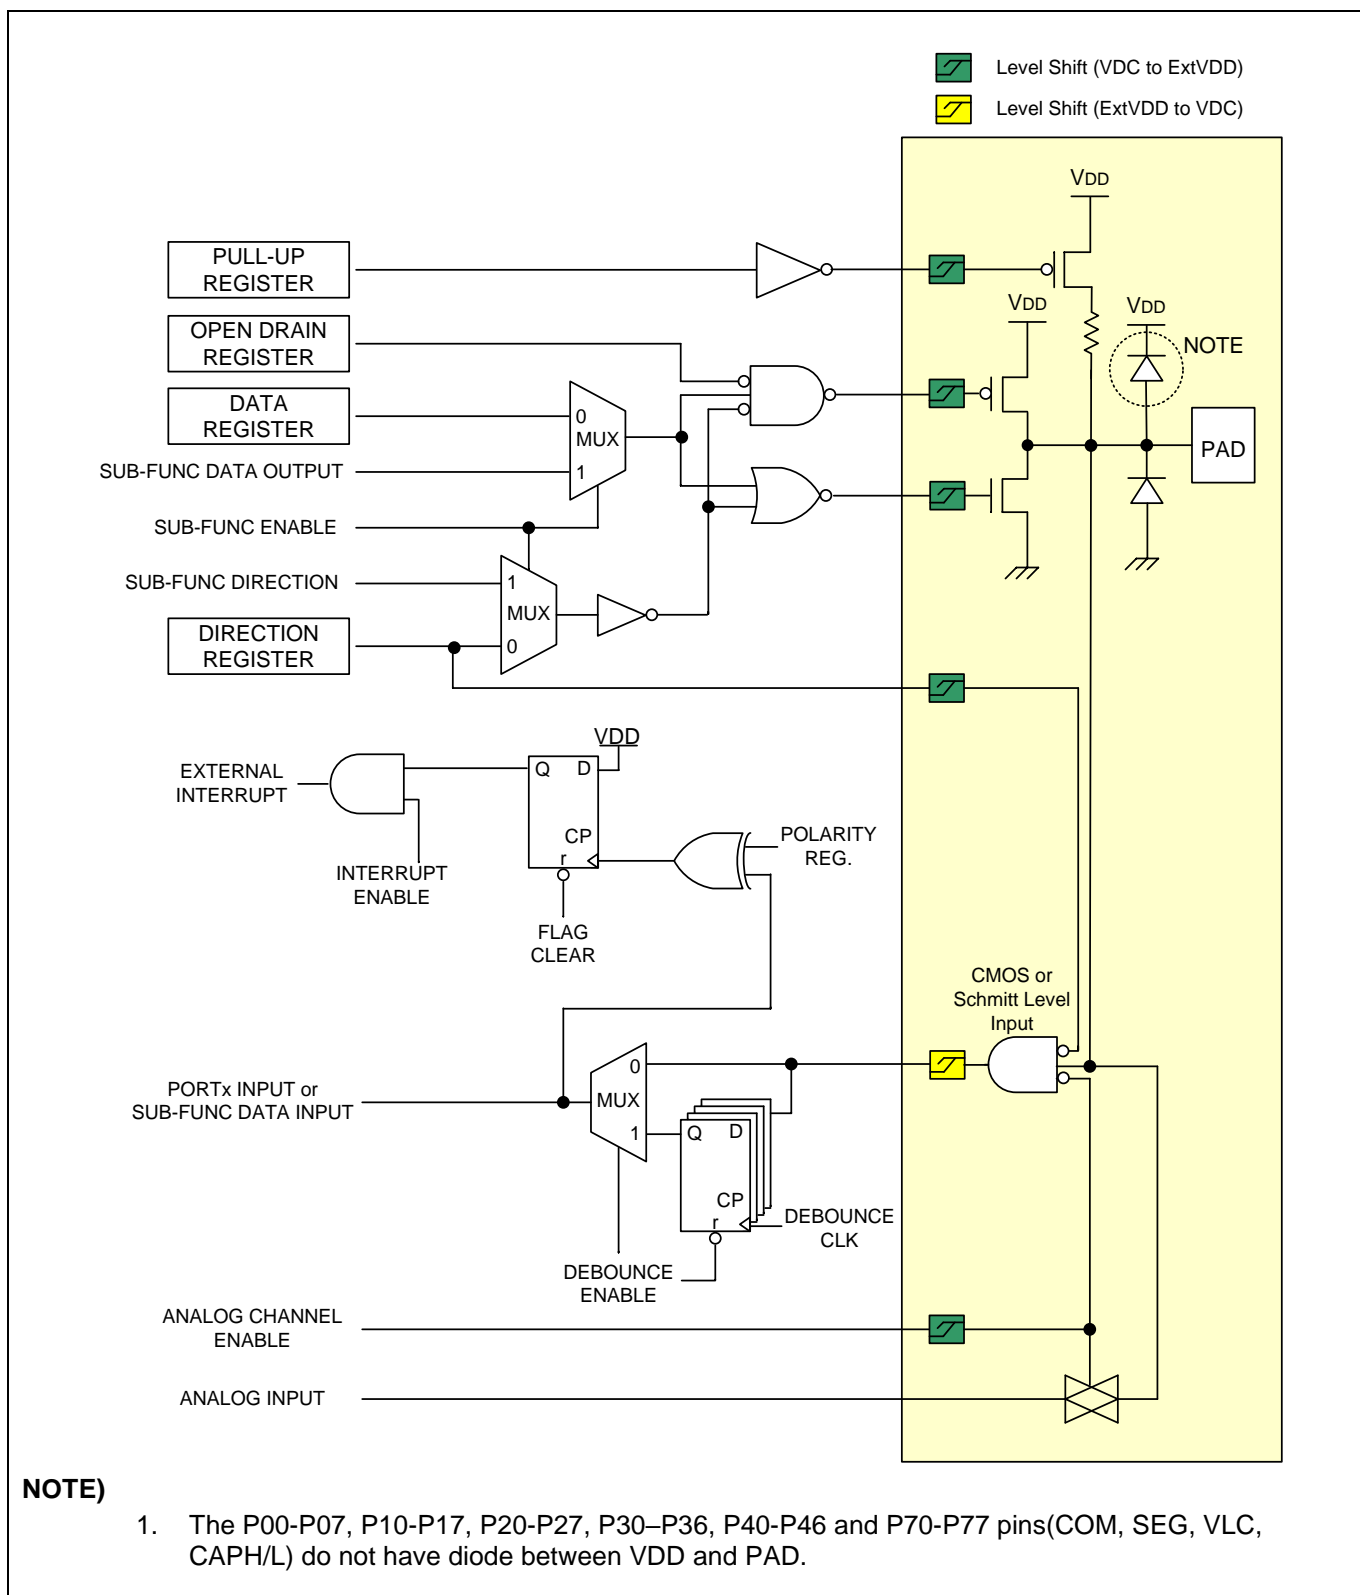 Level Shift (VDC to ExtVDD)
Level Shift (ExtVDD to VDC)
VDD
PULL-UP
REGISTER
VDD
VDD
OPEN DRAIN
REGISTER
NOTE
DATA
REGISTER
0
MUX
1
PAD
SUB-FUNC DATA OUTPUT
SUB-FUNC ENABLE
SUB-FUNC DIRECTION
1
MUX
0
DIRECTION
REGISTER
VDD
EXTERNAL
INTERRUPT
Q D
CP
r
POLARITY
REG.
INTERRUPT
ENABLE
FLAG
CLEAR
CMOS or
Schmitt Level
Input
0
MUX
1
PORTx INPUT or
SUB-FUNC DATA INPUT
Q D
CP
r
DEBOUNCE
CLK
DEBOUNCE
ENABLE
ANALOG CHANNEL
ENABLE
ANALOG INPUT
NOTE)
1. The P00-P07, P10-P17, P20-P27, P30–P36, P40-P46 and P70-P77 pins(COM, SEG, VLC,
CAPH/L) do not have diode between VDD and PAD.